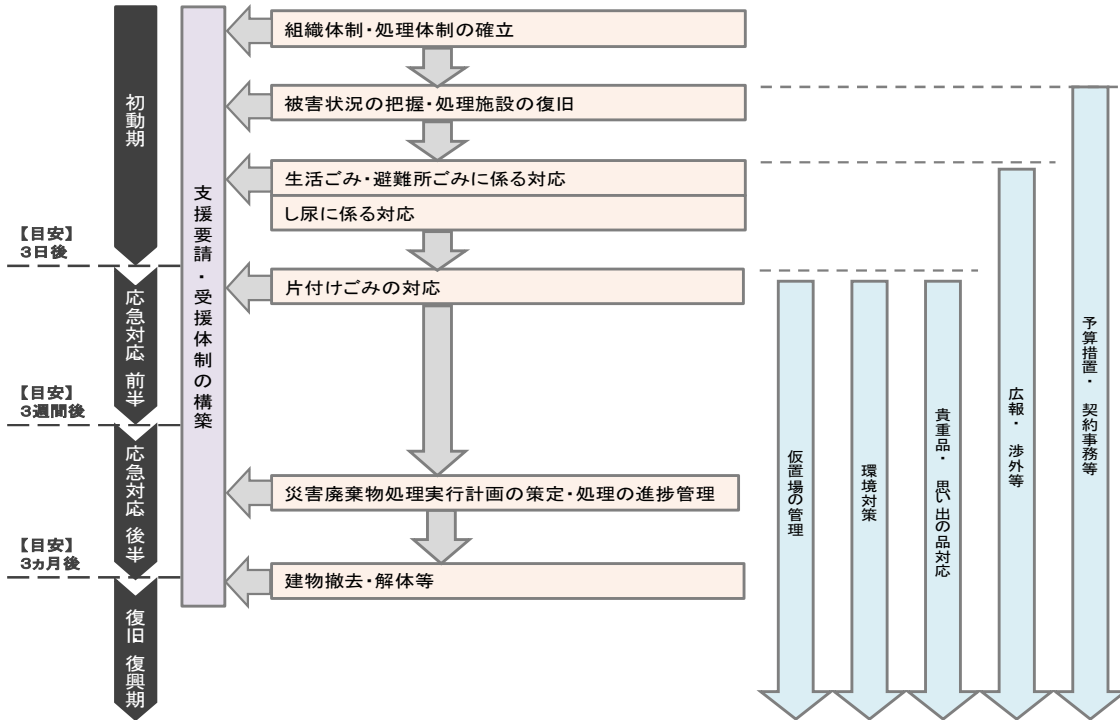 初動期
【目安】
3日後
応急対応 前半
【目安】
3週間後
応急対応 後半
【目安】
3ヵ月後
復旧 復興期
支援要請・受援体制の構築
組織体制・処理体制の確立
被害状況の把握・処理施設の復旧
生活ごみ・避難所ごみに係る対応
し尿に係る対応
片付けごみの対応
災害廃棄物処理実行計画の策定・処理の進捗管理
建物撤去・解体等
仮置場の管理
環境対策
貴重品・ 思い出の品対応
広報・ 渉外等
予算措置・ 契約事務等